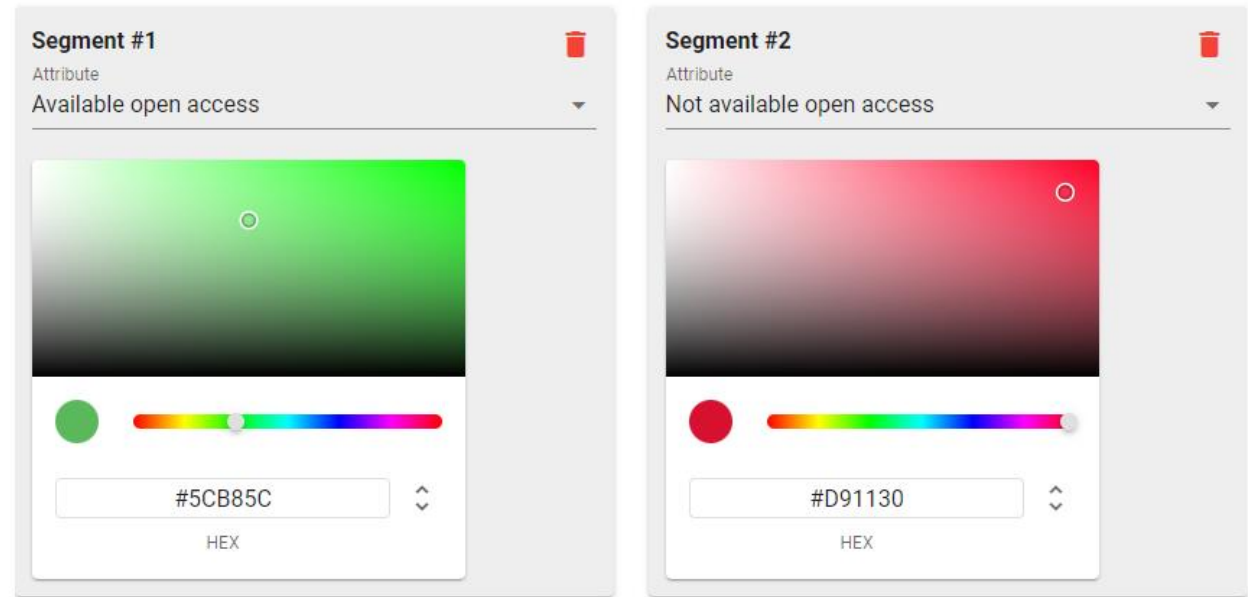 Segment #1
Attribute
Available open access
#5CB85C
HEX
Segment #2
Attribute
Not available open access
#D91130
HEX